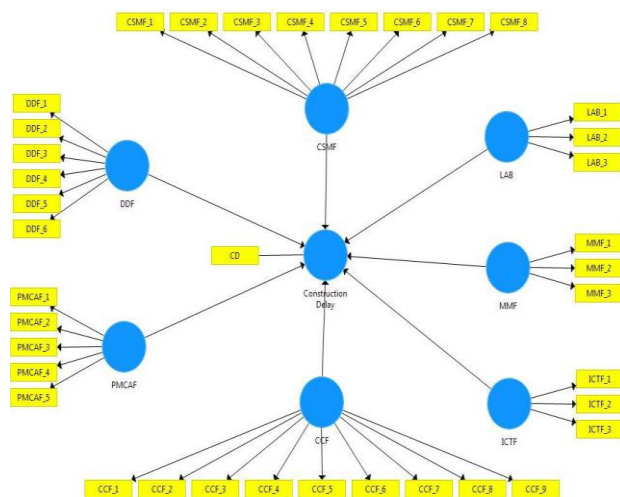 CSMF_1
CSMF_2
CSMF_3
CSMF_4
CSMF_5
CSMF_6
CSMF_7
CSMF_8
CSMF
DDF_1
DDF_2
DDF_3
DDF_4
DDF_5
DDF_6
DDF
LAB_1
LAB_2
LAB_3
LAB
CD
Construction
Delay
MMF_1
MMF_2
MMF_3
MMF
PMCAF_1
PMCAF_2
PMCAF_3
PMCAF_4
PMCAF_5
PMCAF
ICTF_1
ICTF_2
ICTF_3
ICTF
CCF
CCF_1
CCF_2
CCF_3
CCF_4
CCF_5
CCF_6
CCF_7
CCF_8
CCF_9